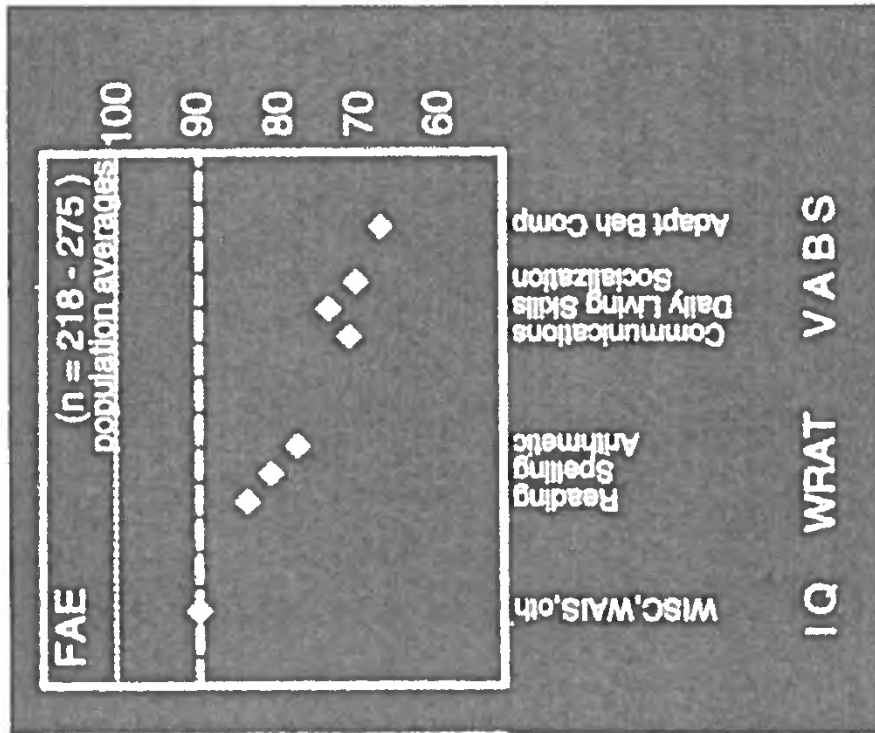 FAE
(n = 218 - 275)
population averages
100
90
80
70
60
WISC,WAIS,oth
Reading
Spelling
Arithmetic
Communications
Daily Living Skills
Socialization
Adapt Beh Comp
IQ WRAT VABS